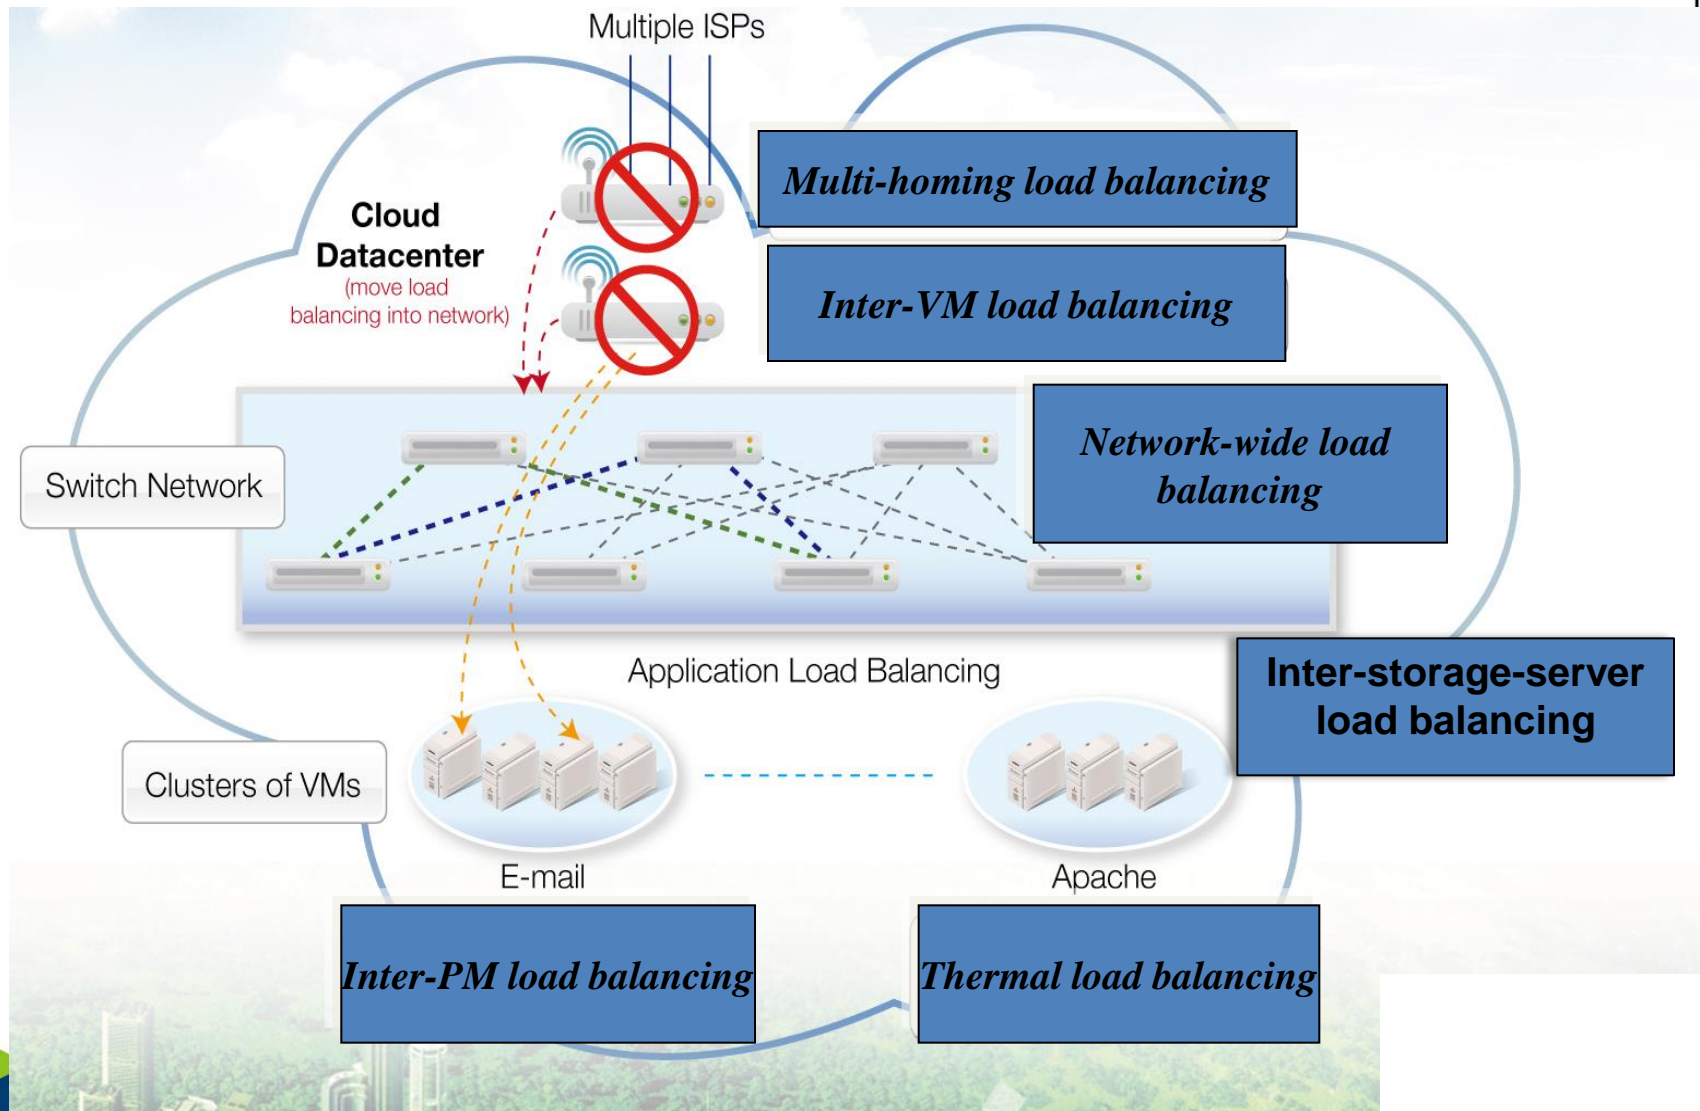 Multiple ISPs
Multi-homing load balancing
Cloud
Datacenter
(move load
balancing into network)
Inter-VM load balancing
Network-wide load
balancing
Switch Network
Application Load Balancing
Inter-storage-server
load balancing
Clusters of VMs
E-mail
Apache
Inter-PM load balancing
Thermal load balancing